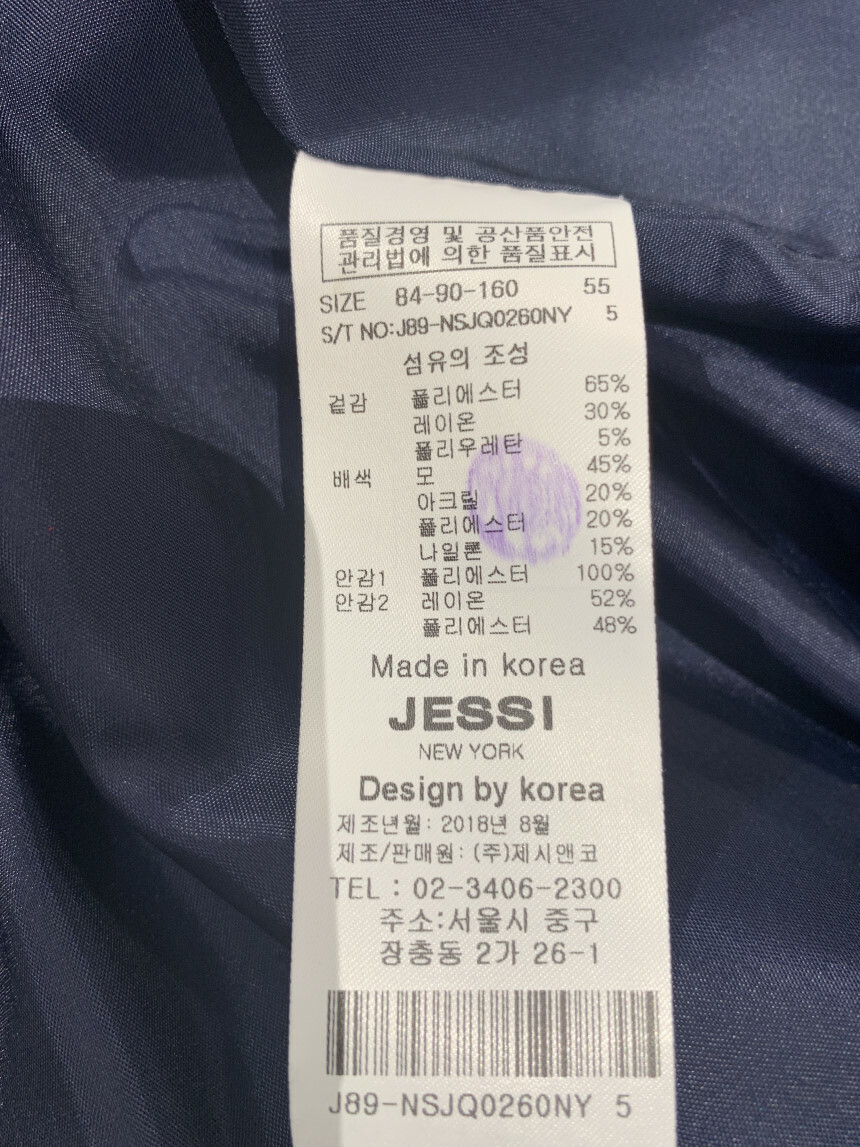 품질경영 및 공산품안전
관리법에 의한 품질표시
SIZE 84-90-160 55
S/T NO:J89-NSJQ0260NY 5
섬유의 조성
겉감 폴리에스터 65%
레이온 30%
폴리우레탄 5%
배색 모 45%
아크릴 20%
폴리에스터 20%
나일론 15%
안감1 폴리에스터 100%
안감2 레이온 52%
폴리에스터 48%
Made in korea
JESSI
NEW YORK
Design by korea
제조년월: 2018년 8월
제조/판매원: (주)제시앤코
TEL : 02-3406-2300
주소:서울시 중구
장충동 2가 26-1
J89-NSJQ0260NY 5